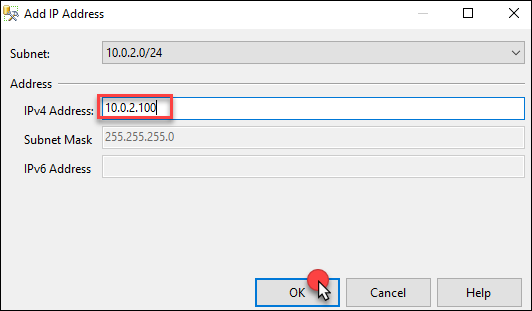 Add IP Address
Subnet: 10.0.2.0/24
Address
IPv4 Address: 10.0.2.100
Subnet Mask 255.255.255.0
IPv6 Address
OK Cancel Help